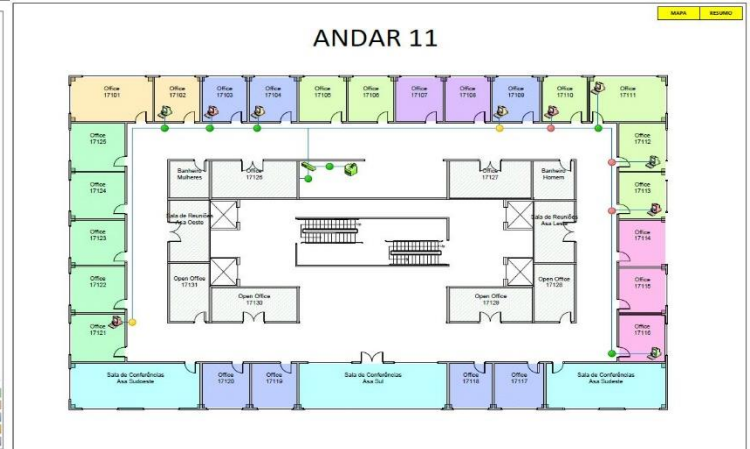 MAPA RESUMO
ANDAR 11
Office
17101
Office
17102
Office
17103
Office
17104
Office
17105
Office
17106
Office
17107
Office
17108
Office
17109
Office
17110
Office
17111
Office
17125
Office
17112
Banheiro
Mulheres
Office
17126
Office
17127
Banheiro
Homem
Office
17124
Office
17113
Sala de Reuniões
Asa Oeste
Sala de Reuniões
Asa Leste
Office
17123
Office
17114
Office
17122
Open Office
17131
Open Office
17128
Office
17115
Open Office
17130
Open Office
17129
Office
17121
Office
17116
Sala de Conferências
Asa Sudoeste
Office
17120
Office
17119
Sala de Conferências
Asa Sul
Office
17118
Office
17117
Sala de Conferências
Asa Sudeste